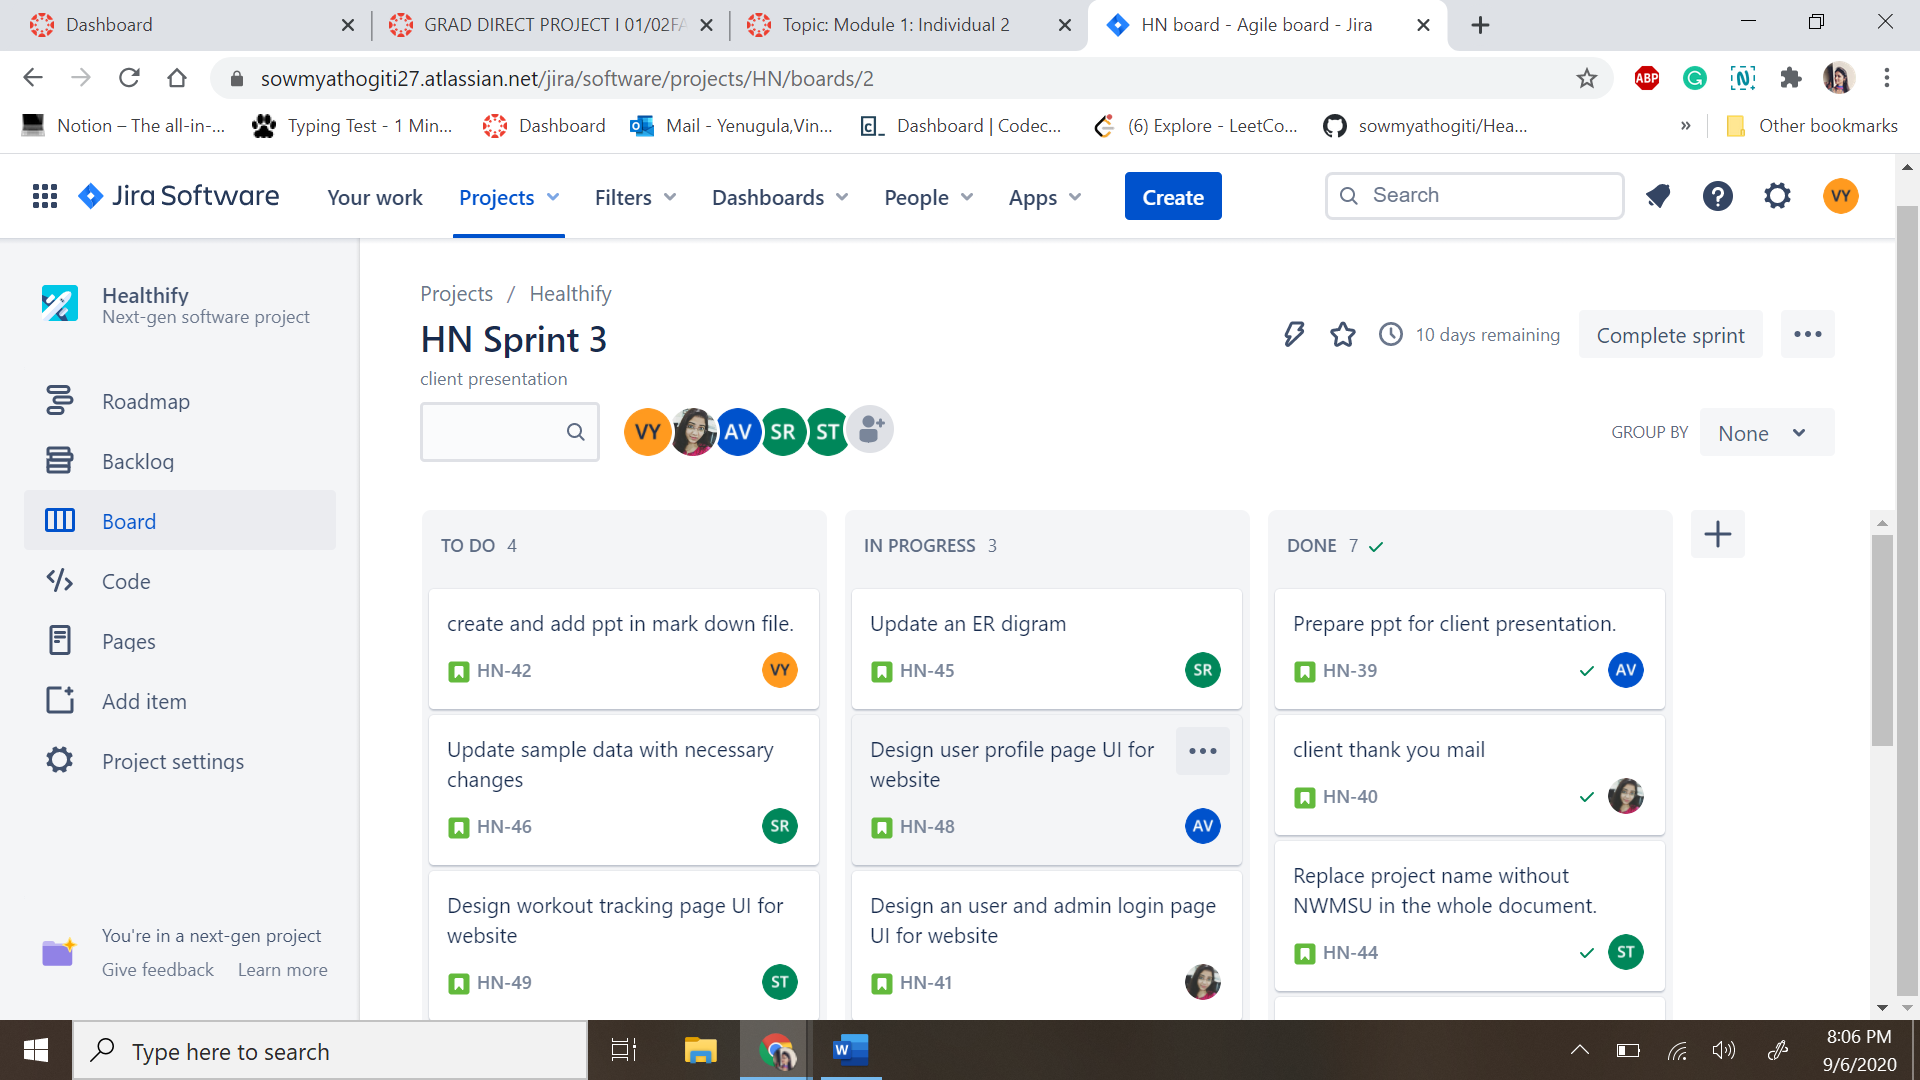 Dashboard
GRAD DIRECT PROJECT I 01/02FA
Topic: Module 1: Individual 2
HN board - Agile board - Jira
sowmyathogiti27.atlassian.net/jira/software/projects/HN/boards/2
ABP
Notion – The all-in-...
Typing Test - 1 Min...
Dashboard
Mail - Yenugula,Vin...
Dashboard | Codec...
(6) Explore - LeetCo...
sowmyathogiti/Hea...
»
Other bookmarks
Jira Software
Your work
Projects
Filters
Dashboards
People
Apps
Create
Search
VY
Healthify
Next-gen software project
Roadmap
Backlog
Board
Code
Pages
Add item
Project settings
You're in a next-gen project
Give feedback
Learn more
Projects / Healthify
HN Sprint 3
client presentation
10 days remaining
Complete sprint
VY
AV
SR
ST
GROUP BY
None
TO DO 4
create and add ppt in mark down file.
HN-42
VY
Update sample data with necessary
changes
HN-46
SR
Design workout tracking page UI for
website
HN-49
ST
IN PROGRESS 3
Update an ER digram
HN-45
SR
Design user profile page UI for
website
HN-48
AV
Design an user and admin login page
UI for website
HN-41
DONE 7
Prepare ppt for client presentation.
HN-39
AV
client thank you mail
HN-40
Replace project name without
NWMSU in the whole document.
HN-44
ST
Type here to search
W
8:06 PM
9/6/2020